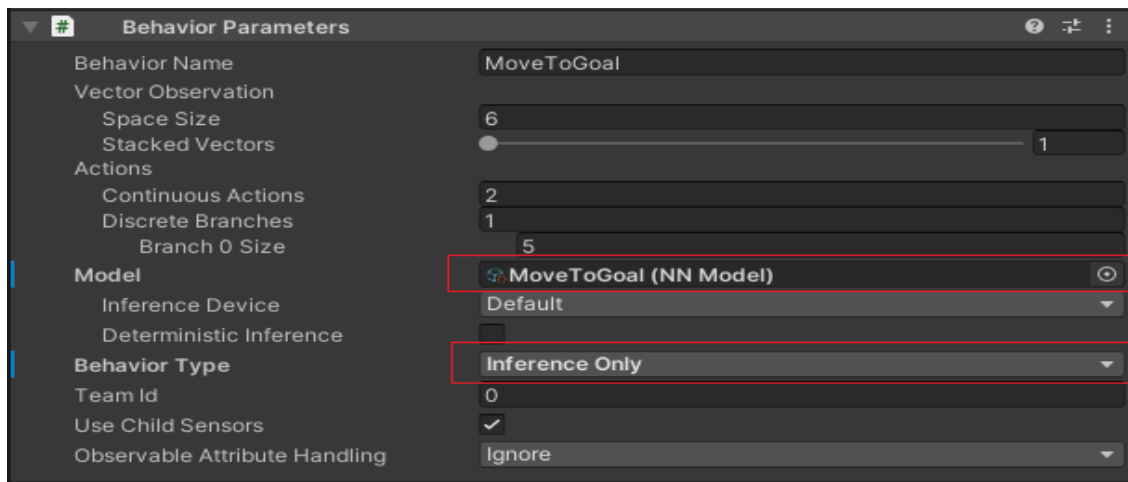 # Behavior Parameters
Behavior Name MoveToGoal
Vector Observation
Space Size 6
Stacked Vectors 1
Actions
Continuous Actions 2
Discrete Branches 1
Branch 0 Size 5
Model MoveToGoal (NN Model)
Inference Device Default
Deterministic Inference
Behavior Type Inference Only
Team Id 0
Use Child Sensors
Observable Attribute Handling Ignore